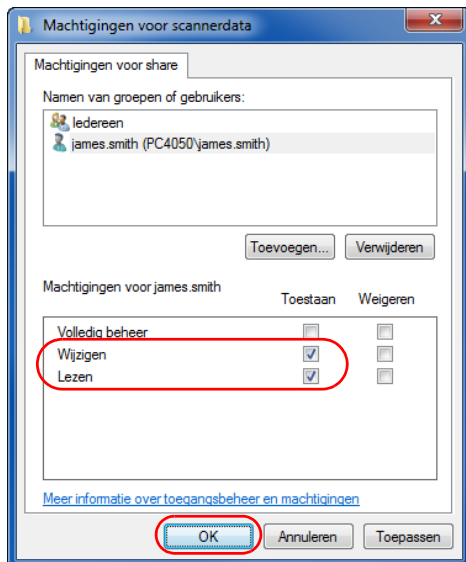 Machtigingen voor scannerdata
Machtigingen voor share
Namen van groepen of gebruikers:
Iedereen
james.smith (PC4050\james.smith)
Toevoegen... Verwijderen
Machtigingen voor james.smith Toestaan Weigeren
Volledig beheer
Wijzigen
Lezen
Meer informatie over toegangsbeheer en machtigingen
OK Annuleren Toepassen